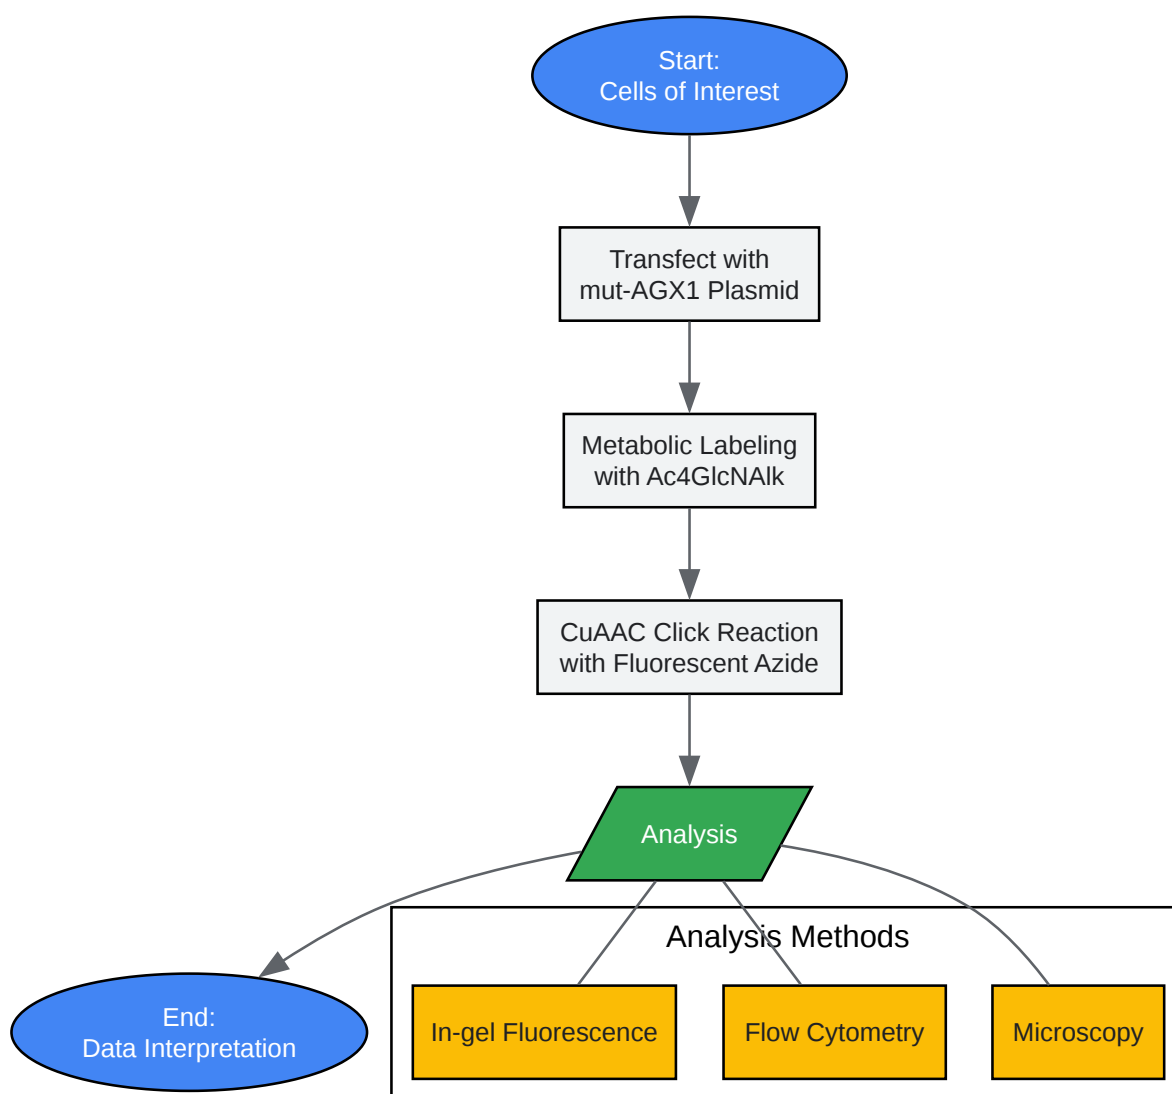 Start:
Cells of Interest
Transfect with
mut-AGX1 Plasmid
Metabolic Labeling
with Ac4GlcNAlk
CuAAC Click Reaction
with Fluorescent Azide
Analysis
Analysis Methods
End:
Data Interpretation
In-gel Fluorescence
Flow Cytometry
Microscopy